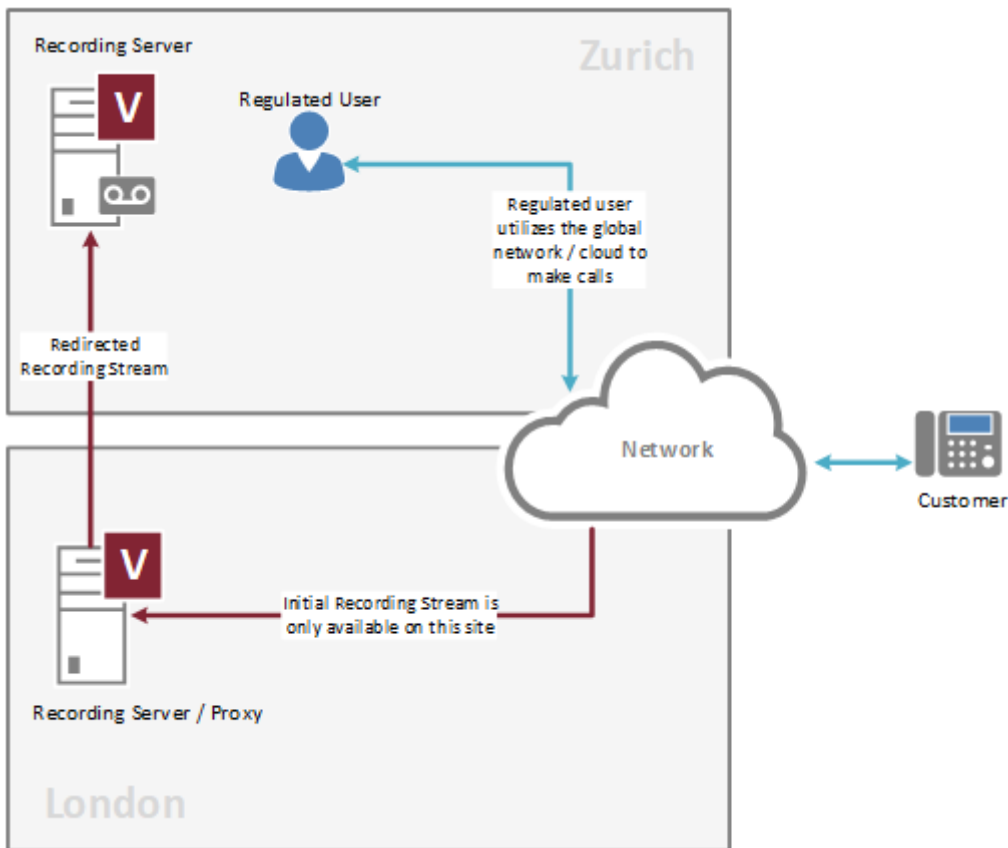 Zurich
Recording Server
V
Regulated User
Regulated user
utilizes the global
network / cloud to
make calls
Redirected
Recording Stream
Network
Customer
V
Initial Recording Stream is
only available on this site
Recording Server / Proxy
London